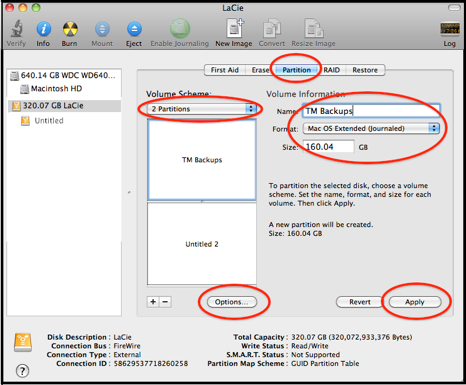 LaCie
Verify Info Burn Mount Eject Enable Journaling New Image Convert Resize Image Log
640.14 GB WDC WD640...
Macintosh HD
320.07 GB LaCie
Untitled
First Aid Erase Partition RAID Restore
Volume Scheme: Volume Information
2 Partitions
Name: TM Backups
Format: Mac OS Extended (Journaled)
Size: 160.04 GB
TM Backups
To partition the selected disk, choose a volume
scheme. Set the name, format, and size for each
volume. Then click Apply.
A new partition will be created.
Size: 160.04 GB
Untitled 2
+ − Options... Revert Apply
Disk Description : LaCie Total Capacity : 320.07 GB (320,072,933,376 Bytes)
Connection Bus : FireWire Write Status : Read/Write
Connection Type : External S.M.A.R.T. Status : Not Supported
Connection ID : 58629537718260258 Partition Map Scheme : GUID Partition Table
?